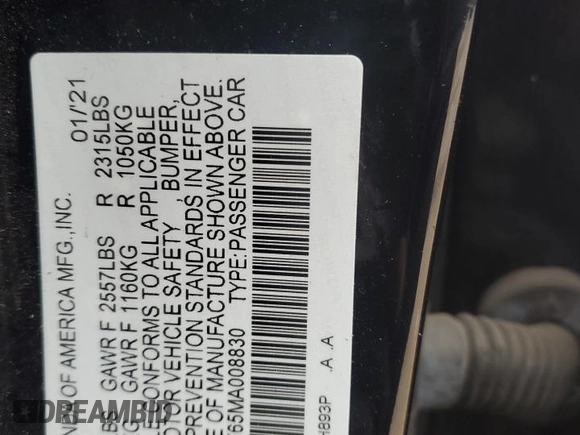 OF AMERICA MFG.,INC. 01/'21
GAWR F 2557LBS R 2315LBS
GAWR F 1160KG R 1050KG
CONFORMS TO ALL APPLICABLE
VEHICLE SAFETY, BUMPER,
PREVENTION STANDARDS IN EFFECT
OF MANUFACTURE SHOWN ABOVE.
65MA008830 TYPE:PASSENGER CAR
H893P A A
DREAMBID